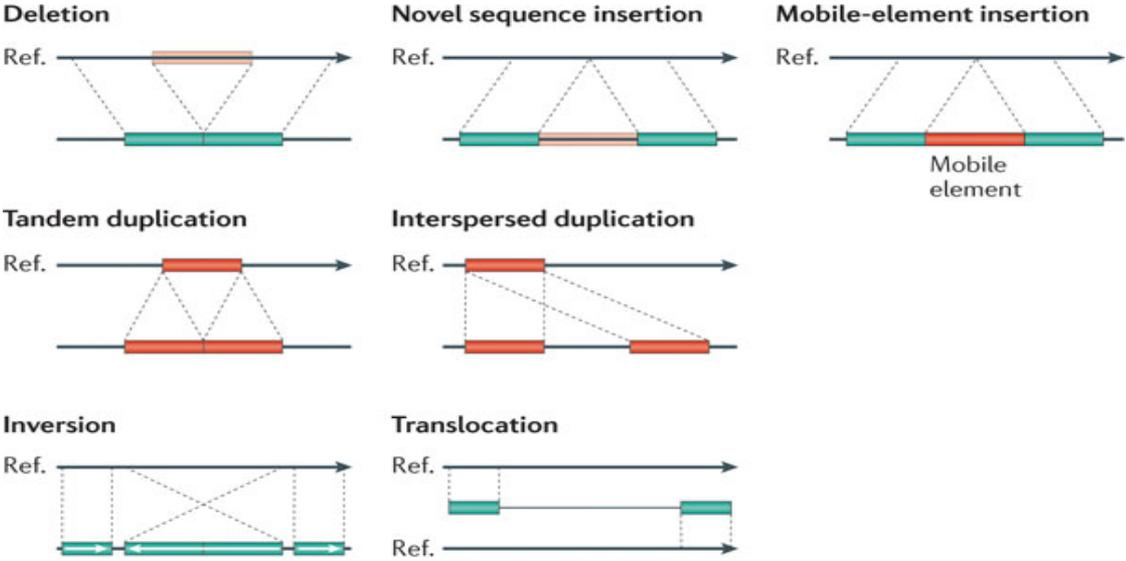 Deletion
Ref.
Novel sequence insertion
Ref.
Mobile-element insertion
Ref.
Mobile
element
Tandem duplication
Ref.
Interspersed duplication
Ref.
Inversion
Ref.
Translocation
Ref.
Ref.